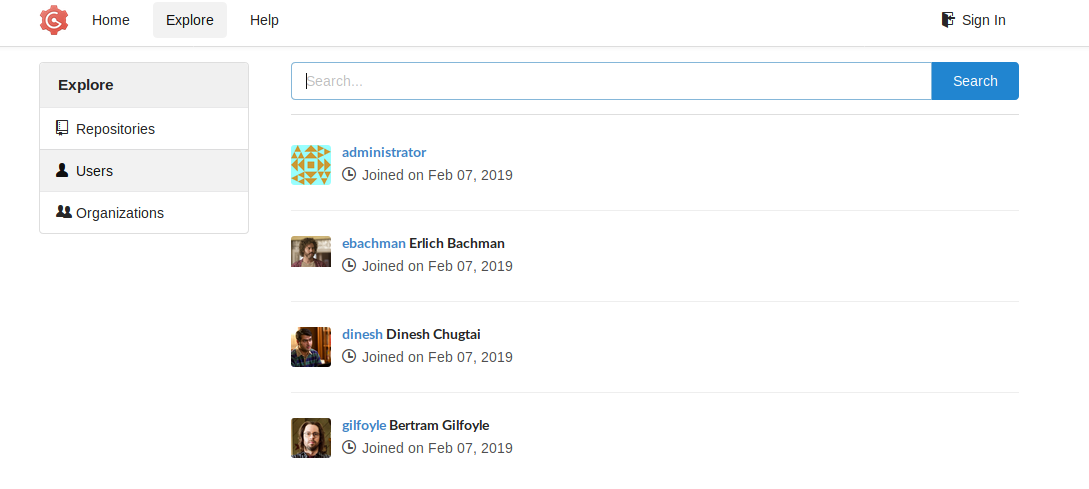 Home Explore Help Sign In
Explore
Repositories
Users
Organizations
Search... Search
administrator
Joined on Feb 07, 2019
ebachman Erlich Bachman
Joined on Feb 07, 2019
dinesh Dinesh Chugtai
Joined on Feb 07, 2019
gilfoyle Bertram Gilfoyle
Joined on Feb 07, 2019